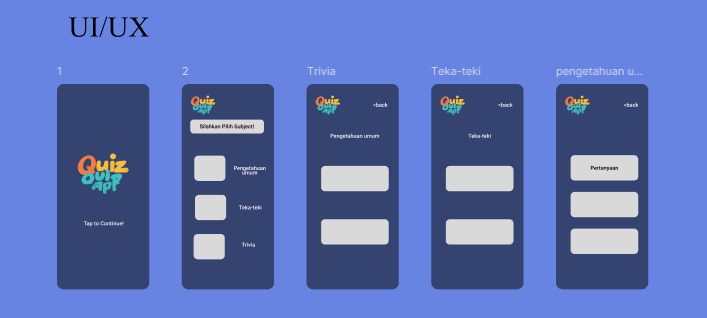 UI/UX
1
2
Trivia
Teka-teki
pengetahuan u...
Quiz
Quiz
APP
Tap to Continue!
Quiz
Quiz
APP
Silahkan Pilih Subject!
Pengetahuan
umum
Teka-teki
Trivia
Quiz
Quiz
APP
<back
Pengetahuan umum
Quiz
Quiz
APP
<back
Teka-teki
Quiz
Quiz
APP
<back
Pertanyaan